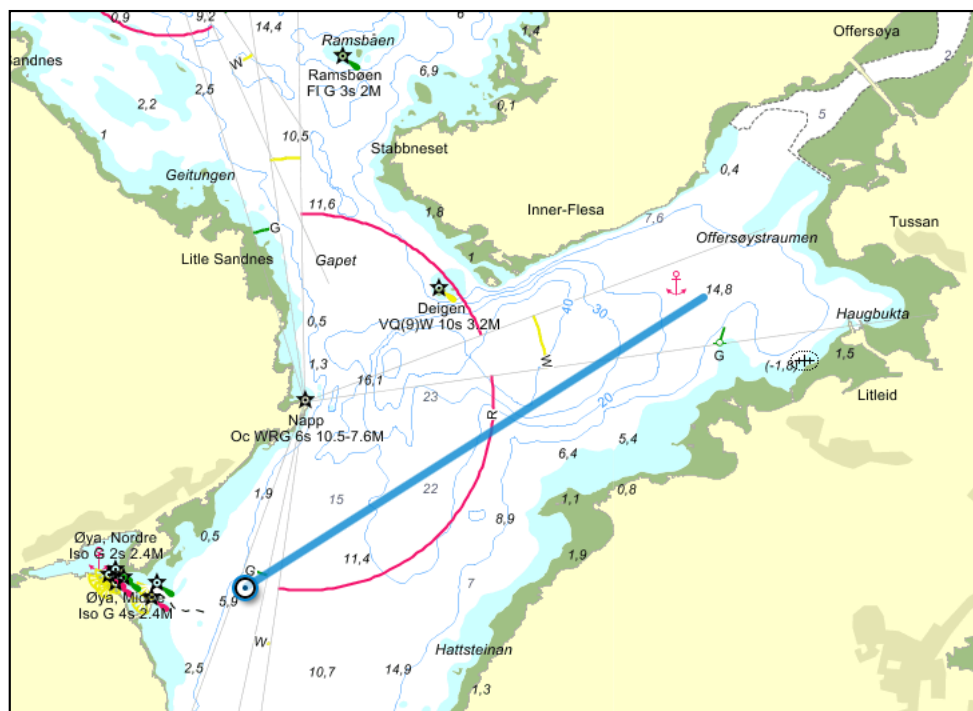 0,9
9,2
14,4
6
Ramsbåen
1,4
Offersøya
Sandnes
W
2,5
Ramsbøen
Fl G 3s 2M
6,9
2
2,2
0,1
5
1
10,5
Stabbneset
0,4
Geitungen
11,6
1,8
Inner-Flesa
7,6
Tussan
G
Offersøystraumen
Litle Sandnes
Gapet
1
14,8
Deigen
VQ(9)W 10s 3.2M
40
30
Haugbukta
0,5
W
G
1,5
1,3
16,1
(-1,8)
23
Litleid
Napp
Oc WRG 6s 10.5-7.6M
R
20
5,4
6,4
1,9
15
22
0,8
1,1
8,9
0,5
Øya, Nordre
Iso G 2s 2.4M
11,4
1,9
G
7
Øya, Midtre
Iso G 4s 2.4M
5,9
W
Hattsteinan
2,5
10,7
14,9
1,3